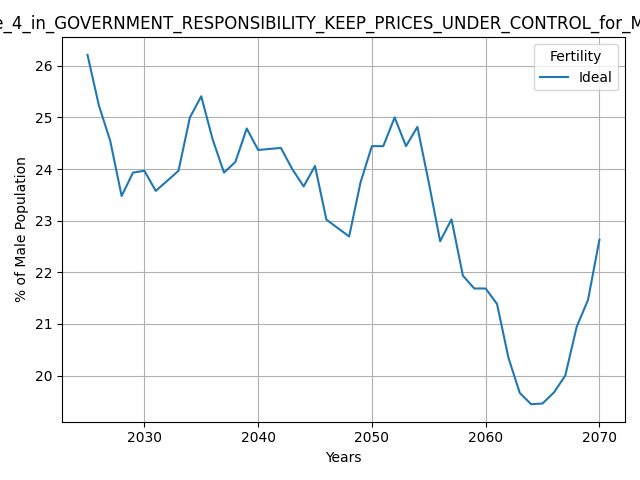 e_4_in_GOVERNMENT_RESPONSIBILITY_KEEP_PRICES_UNDER_CONTROL_for_M
Fertility
Ideal
26
25
24
23
22
21
20
% of Male Population
2030 2040 2050 2060 2070
Years